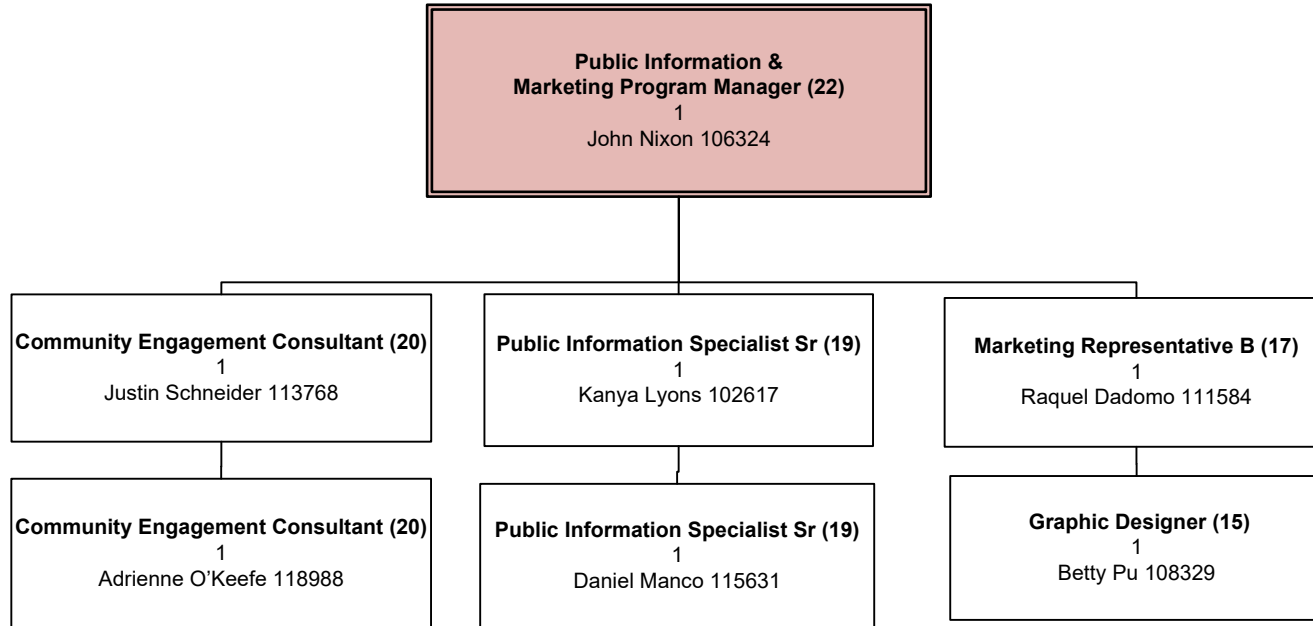 Public Information &
Marketing Program Manager (22)
1
John Nixon 106324
Community Engagement Consultant (20)
1
Justin Schneider 113768
Public Information Specialist Sr (19)
1
Kanya Lyons 102617
Marketing Representative B (17)
1
Raquel Dadomo 111584
Community Engagement Consultant (20)
1
Adrienne O’Keefe 118988
Public Information Specialist Sr (19)
1
Daniel Manco 115631
Graphic Designer (15)
1
Betty Pu 108329